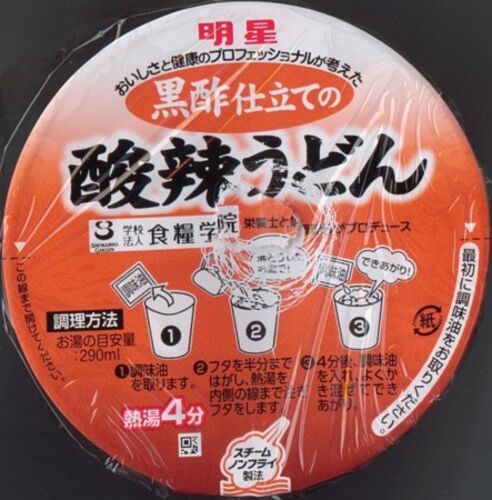 明星
おいしさと健康のプロフェッショナルが考えた
黒酢仕立ての
酸辣うどん
学校
法人
食糧学院
栄養士と
がプロデュース
この線まで開けてください。
最初に調味油をお取りください。
調味油
調味油
できあがり!
紙
調理方法
お湯の目安量
:290ml
1
2
3
❶調味油
を取ります。
❷フタを半分まで
はがし、熱湯を
内側の線まで注ぎ
フタをします。
❸4分後、調味油
を入れ、よくか
き混ぜてでき
あがり。
熱湯4分
スチーム
ノンフライ
製法